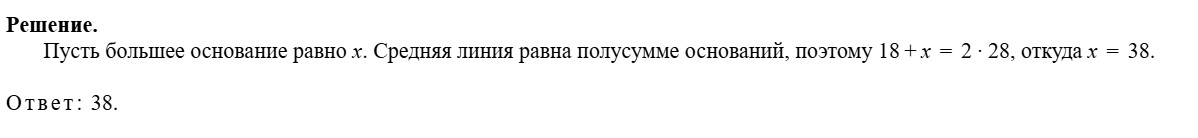 Решение.
Пусть большее основание равно x. Средняя линия равна полусумме оснований, поэтому 18 + x = 2 · 28, откуда x = 38.
Ответ: 38.